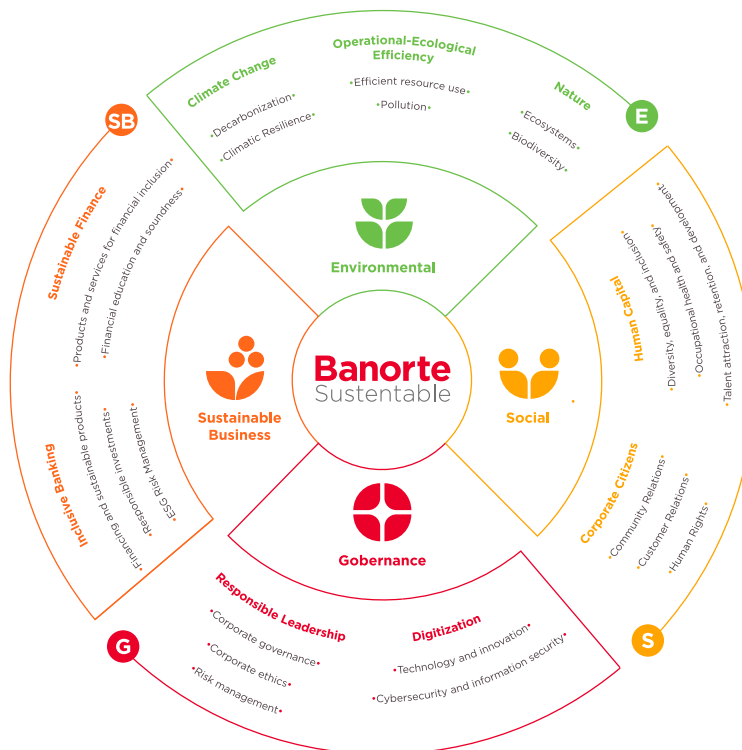 Climate Change
•Decarbonization•
•Climatic Resilience•
Operational-Ecological
Efficiency
•Efficient resource use•
•Pollution•
Nature
•Ecosystems•
•Biodiversity•
E
SB
Sustainable Finance
•Products and services for financial inclusion•
•Financial education and soundness•
Inclusive Banking
•Financing and sustainable products•
•Responsible investments•
•ESG Risk Management•
Environmental
Sustainable
Business
Banorte
Sustentable
Social
Gobernance
Human Capital
•Diversity, equality, and inclusion•
•Occupational health and safety•
•Talent attraction, retention, and development•
Corporate Citizens
•Community Relations•
•Customer Relations•
•Human Rights•
S
G
Responsible Leadership
•Corporate governance•
•Corporate ethics•
•Risk management•
Digitization
•Technology and innovation•
•Cybersecurity and information security•